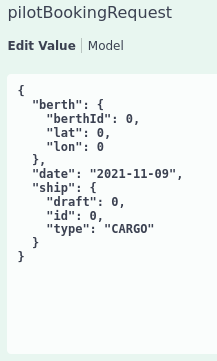 pilotBookingRequest
Edit Value | Model
{
  "berth": {
    "berthId": 0,
    "lat": 0,
    "lon": 0
  },
  "date": "2021-11-09",
  "ship": {
    "draft": 0,
    "id": 0,
    "type": "CARGO"
  }
}